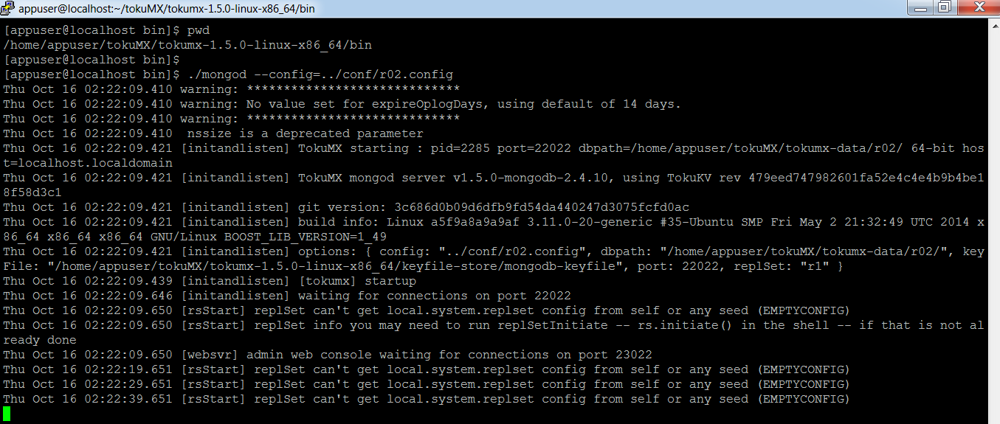 appuser@localhost:~/tokuMX/tokumx-1.5.0-linux-x86_64/bin
[appuser@localhost bin]$ pwd
/home/appuser/tokuMX/tokumx-1.5.0-linux-x86_64/bin
[appuser@localhost bin]$
[appuser@localhost bin]$ ./mongod --config=../conf/r02.config
Thu Oct 16 02:22:09.410 warning: *****************************
Thu Oct 16 02:22:09.410 warning: No value set for expireOplogDays, using default of 14 days.
Thu Oct 16 02:22:09.410 warning: *****************************
Thu Oct 16 02:22:09.410  nssize is a deprecated parameter
Thu Oct 16 02:22:09.421 [initandlisten] TokuMX starting : pid=2285 port=22022 dbpath=/home/appuser/tokuMX/tokumx-data/r02/ 64-bit hos
t=localhost.localdomain
Thu Oct 16 02:22:09.421 [initandlisten] TokuMX mongod server v1.5.0-mongodb-2.4.10, using TokuKV rev 479eed747982601fa52e4c4e4b9b4be1
8f58d3c1
Thu Oct 16 02:22:09.421 [initandlisten] git version: 3c686d0b09d6dfb9fd54da440247d3075fcfd0ac
Thu Oct 16 02:22:09.421 [initandlisten] build info: Linux a5f9a8a9a9af 3.11.0-20-generic #35-Ubuntu SMP Fri May 2 21:32:49 UTC 2014 x
86_64 x86_64 x86_64 GNU/Linux BOOST_LIB_VERSION=1_49
Thu Oct 16 02:22:09.421 [initandlisten] options: { config: "../conf/r02.config", dbpath: "/home/appuser/tokuMX/tokumx-data/r02/", key
File: "/home/appuser/tokuMX/tokumx-1.5.0-linux-x86_64/keyfile-store/mongodb-keyfile", port: 22022, replSet: "r1" }
Thu Oct 16 02:22:09.439 [initandlisten] [tokumx] startup
Thu Oct 16 02:22:09.646 [initandlisten] waiting for connections on port 22022
Thu Oct 16 02:22:09.650 [rsStart] replSet can't get local.system.replset config from self or any seed (EMPTYCONFIG)
Thu Oct 16 02:22:09.650 [rsStart] replSet info you may need to run replSetInitiate -- rs.initiate() in the shell -- if that is not al
ready done
Thu Oct 16 02:22:09.650 [websvr] admin web console waiting for connections on port 23022
Thu Oct 16 02:22:19.651 [rsStart] replSet can't get local.system.replset config from self or any seed (EMPTYCONFIG)
Thu Oct 16 02:22:29.651 [rsStart] replSet can't get local.system.replset config from self or any seed (EMPTYCONFIG)
Thu Oct 16 02:22:39.651 [rsStart] replSet can't get local.system.replset config from self or any seed (EMPTYCONFIG)